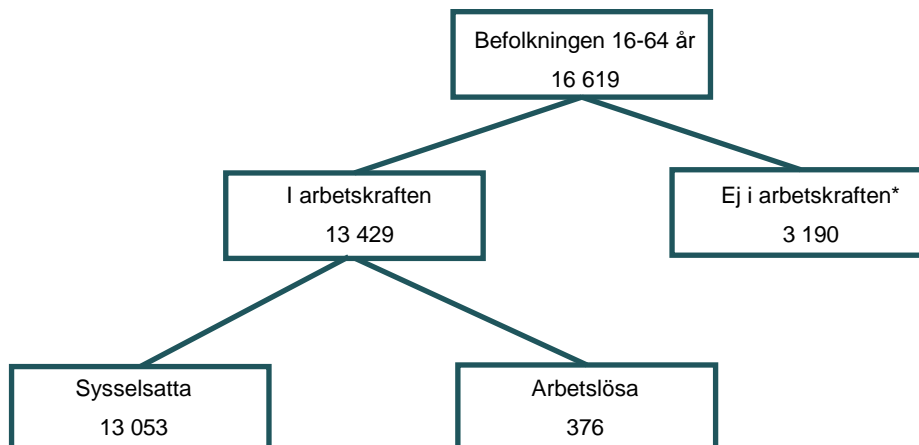 Befolkningen 16-64 år
16 619
I arbetskraften
13 429
Ej i arbetskraften*
3 190
Sysselsatta
13 053
Arbetslösa
376